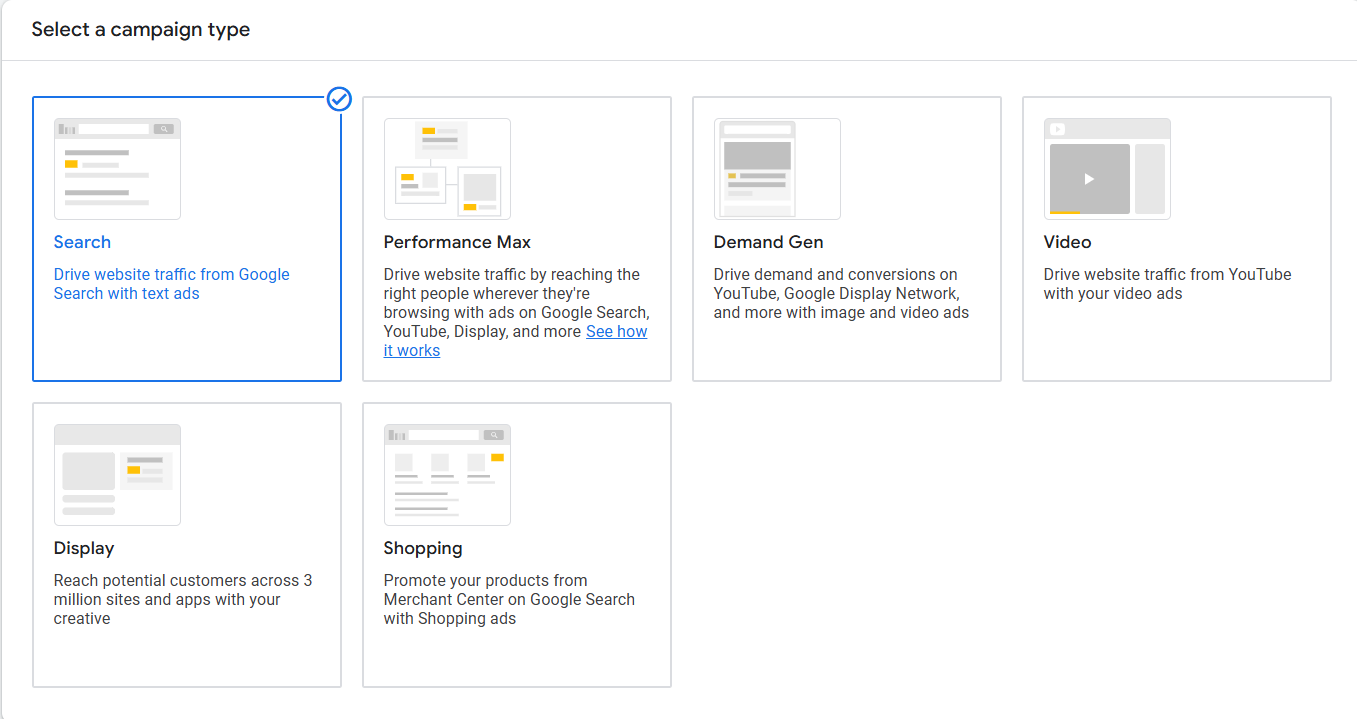 Select a campaign type
Search
Drive website traffic from Google
Search with text ads
Performance Max
Drive website traffic by reaching the
right people wherever they're
browsing with ads on Google Search,
YouTube, Display, and more See how
it works
Demand Gen
Drive demand and conversions on
YouTube, Google Display Network,
and more with image and video ads
Video
Drive website traffic from YouTube
with your video ads
Display
Reach potential customers across 3
million sites and apps with your
creative
Shopping
Promote your products from
Merchant Center on Google Search
with Shopping ads